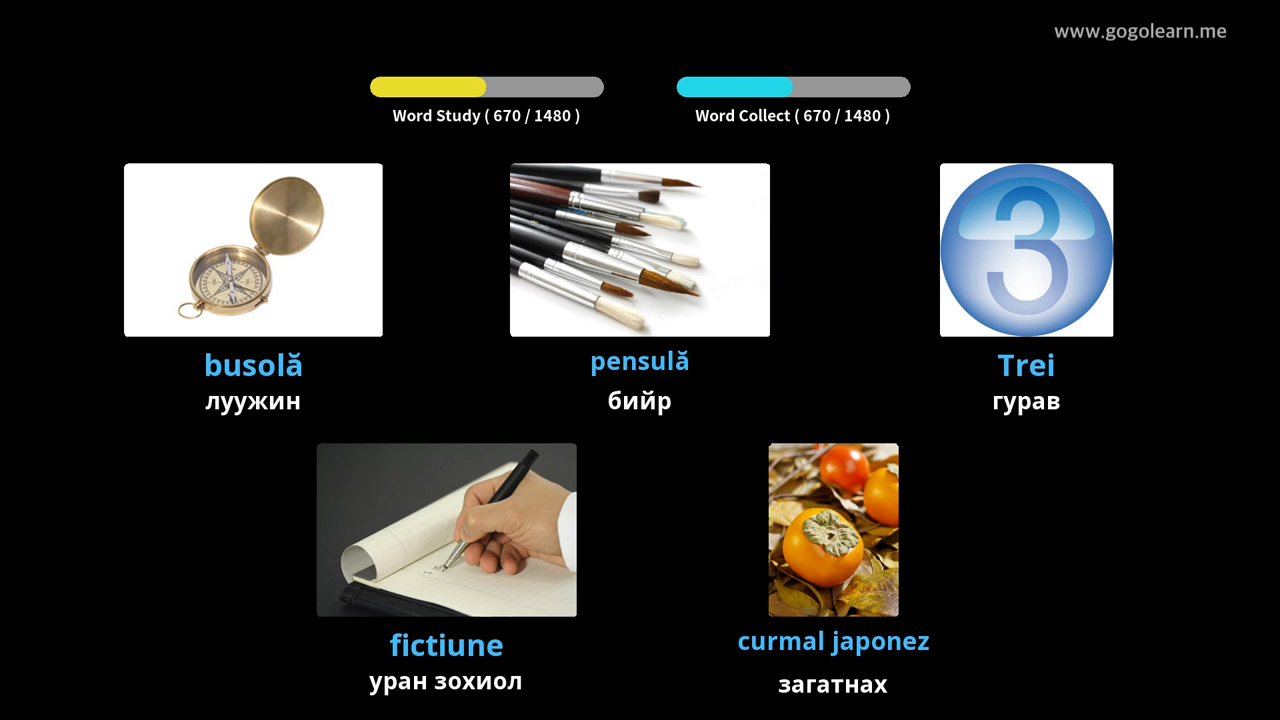 www.gogolearn.me
Word Study ( 670 / 1480 )
Word Collect ( 670 / 1480 )
busolă
луужин
pensulă
бийр
3
Trei
гурав
fictiune
уран зохиол
curmal japonez
загатнах